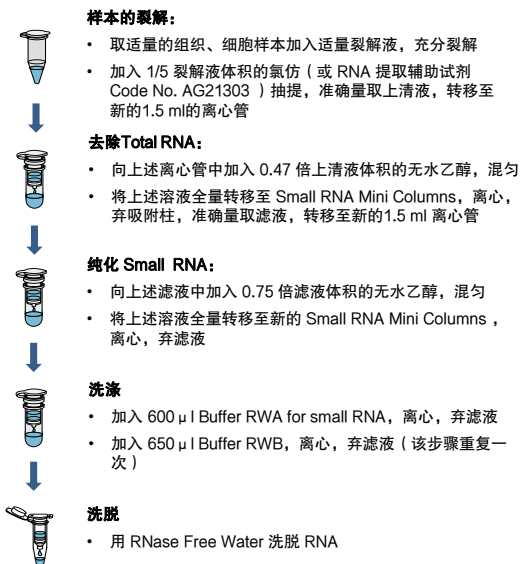 样本的裂解：
• 取适量的组织、细胞样本加入适量裂解液，充分裂解
• 加入 1/5 裂解液体积的氯仿（或 RNA 提取辅助试剂
Code No. AG21303 ）抽提，准确量取上清液，转移至
新的1.5 ml的离心管
去除Total RNA：
• 向上述离心管中加入 0.47 倍上清液体积的无水乙醇，混匀
• 将上述溶液全量转移至 Small RNA Mini Columns，离心，
弃吸附柱，准确量取滤液，转移至新的1.5 ml 离心管
纯化 Small RNA：
• 向上述滤液中加入 0.75 倍滤液体积的无水乙醇，混匀
• 将上述溶液全量转移至新的 Small RNA Mini Columns ，
离心，弃滤液
洗涤
• 加入 600 μl Buffer RWA for small RNA，离心，弃滤液
• 加入 650 μl Buffer RWB，离心，弃滤液（该步骤重复一
次）
洗脱
• 用 RNase Free Water 洗脱 RNA